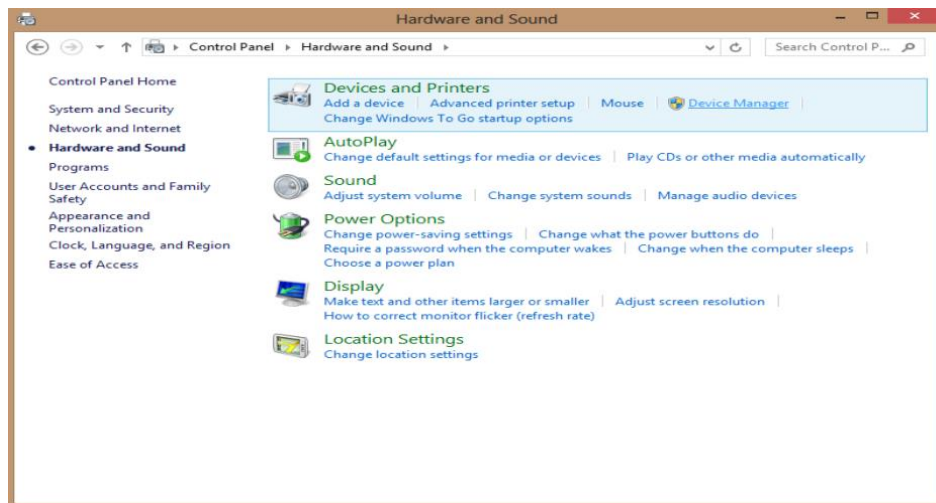 Hardware and Sound
Control Panel Hardware and Sound
Search Control P...
Control Panel Home
System and Security
Network and Internet
Hardware and Sound
Programs
User Accounts and Family
Safety
Appearance and
Personalization
Clock, Language, and Region
Ease of Access
Devices and Printers
Add a device Advanced printer setup Mouse Device Manager
Change Windows To Go startup options
AutoPlay
Change default settings for media or devices Play CDs or other media automatically
Sound
Adjust system volume Change system sounds Manage audio devices
Power Options
Change power-saving settings Change what the power buttons do
Require a password when the computer wakes Change when the computer sleeps
Choose a power plan
Display
Make text and other items larger or smaller Adjust screen resolution
How to correct monitor flicker (refresh rate)
Location Settings
Change location settings